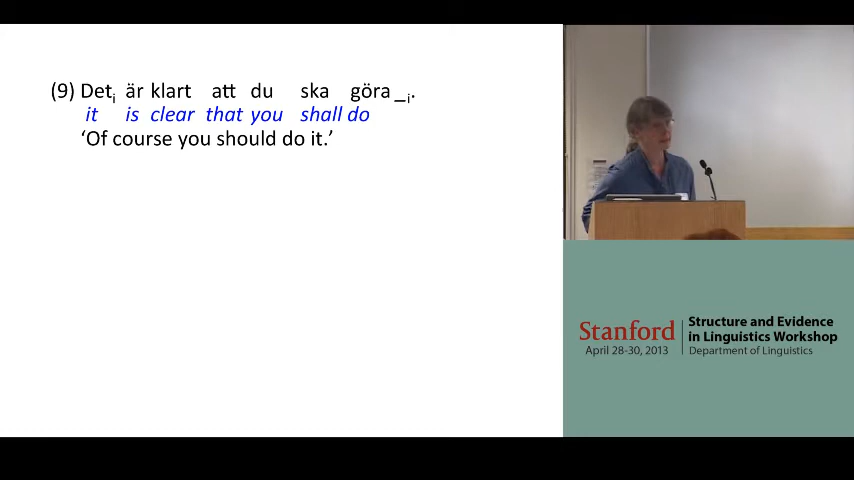 (9) Detᵢ är klart att du ska göra _ᵢ.
it is clear that you shall do
‘Of course you should do it.’
Stanford
April 28-30, 2013
Structure and Evidence
in Linguistics Workshop
Department of Linguistics